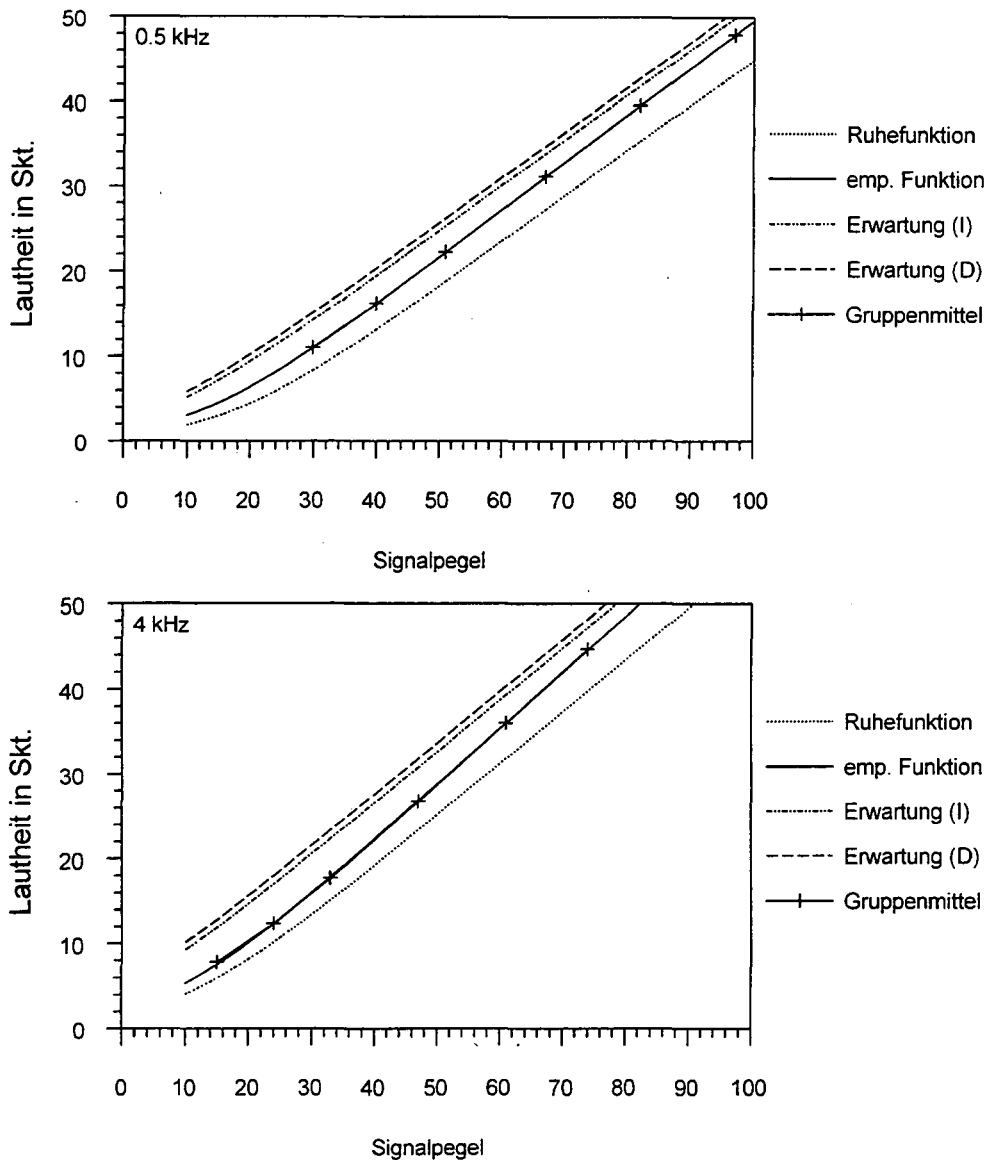 50
0.5 kHz
40
30
20
10
0
Lautheit in Skt.
0 10 20 30 40 50 60 70 80 90 100
Signalpegel
Ruhefunktion
emp. Funktion
Erwartung (I)
Erwartung (D)
Gruppenmittel
50
4 kHz
40
30
20
10
0
Lautheit in Skt.
0 10 20 30 40 50 60 70 80 90 100
Signalpegel
Ruhefunktion
emp. Funktion
Erwartung (I)
Erwartung (D)
Gruppenmittel